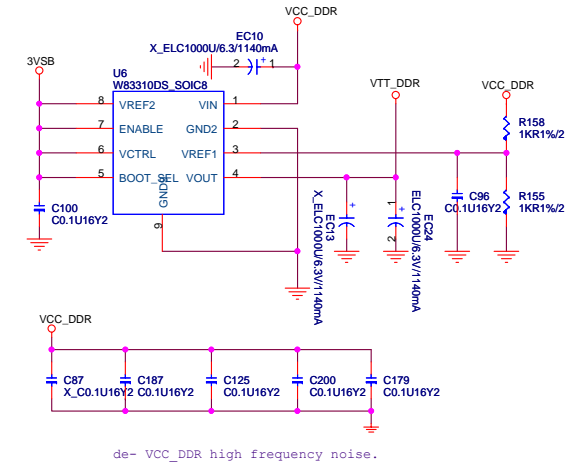 VCC_DDR
EC10
X_ELC1000U/6.3/1140mA
2
1
+
3VSB
U6
W83310DS_SOIC8
VTT_DDR
VCC_DDR
8 VREF2 VIN 1
7 ENABLE GND2 2
6 VCTRL VREF1 3
5 BOOT_SEL VOUT 4
GND9
9
R158
1KR1%/2
C100
C0.1U16Y2
+
EC13
X_ELC1000U/6.3V/1140mA
1
+
2
EC24
ELC1000U/6.3V/1140mA
C96
C0.1U16Y2
R155
1KR1%/2
VCC_DDR
C87
X_C0.1U16Y2
C187
C0.1U16Y2
C125
C0.1U16Y2
C200
C0.1U16Y2
C179
C0.1U16Y2
de- VCC_DDR high frequency noise.